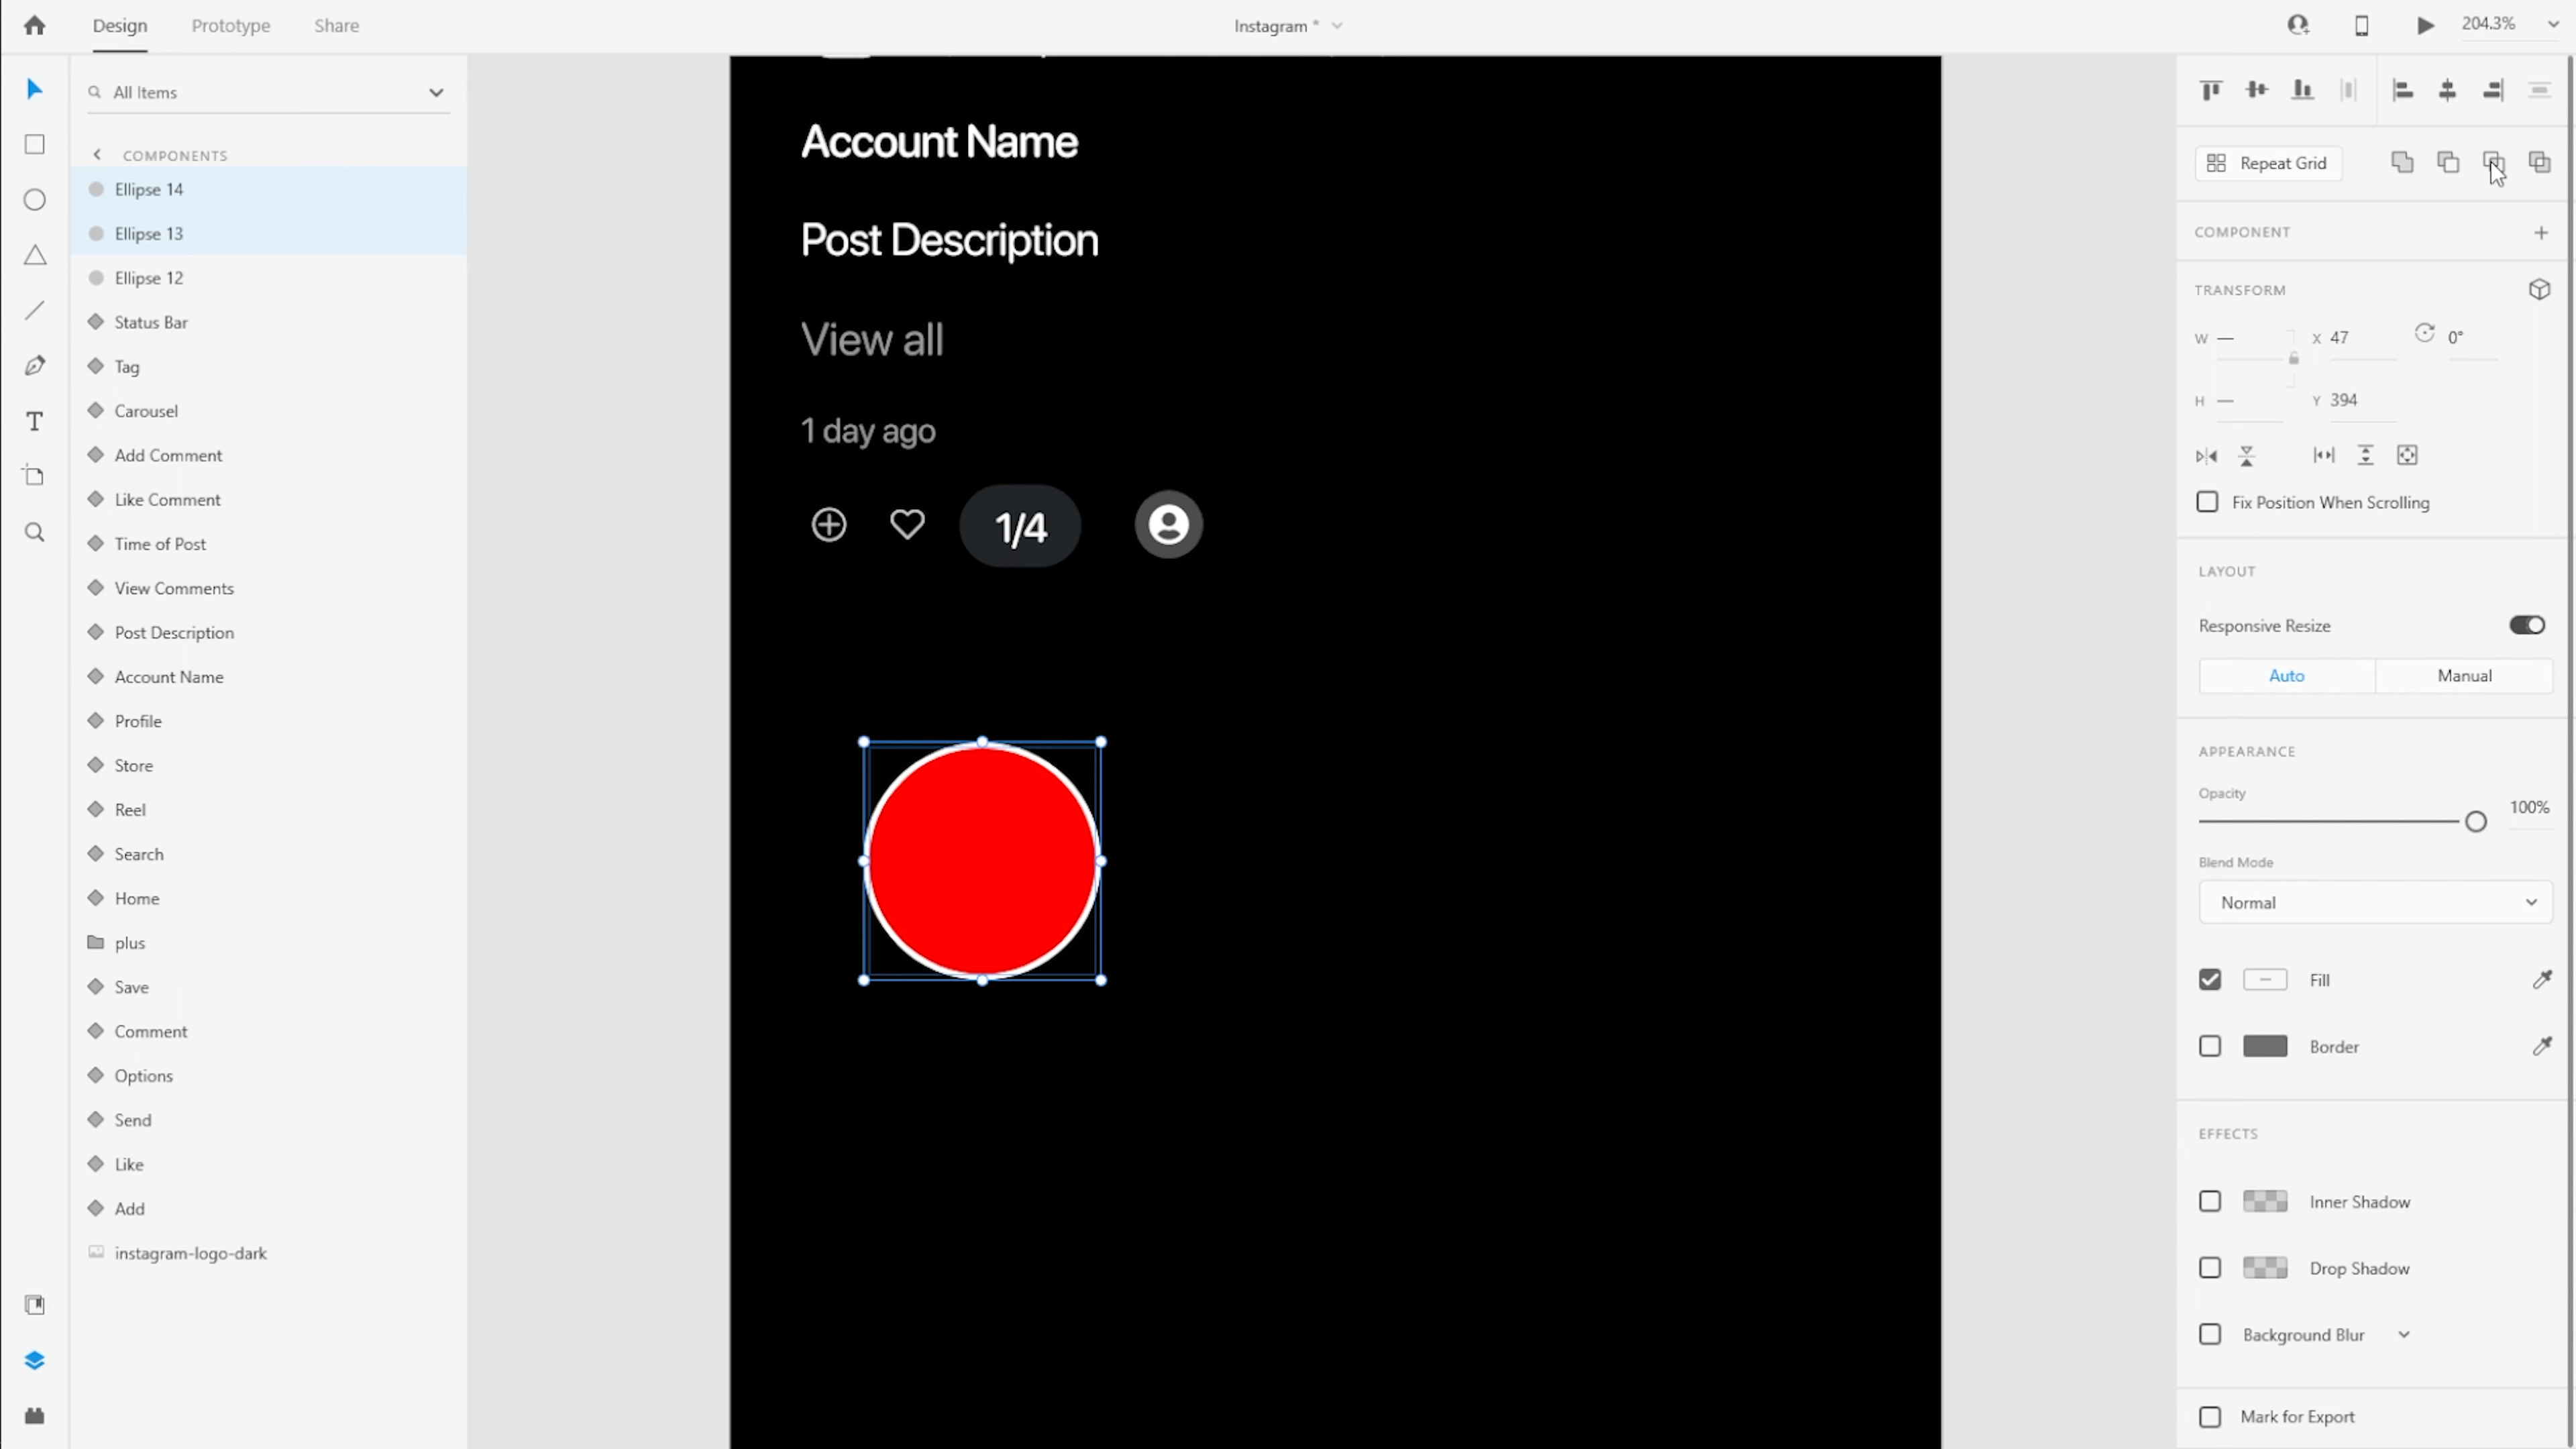 Design Prototype Share Instagram * 204.3%
All Items
COMPONENTS
Ellipse 14
Ellipse 13
Ellipse 12
Status Bar
Tag
Carousel
Add Comment
Like Comment
Time of Post
View Comments
Post Description
Account Name
Profile
Store
Reel
Search
Home
plus
Save
Comment
Options
Send
Like
Add
instagram-logo-dark
T
Account Name
Post Description
View all
1 day ago
1/4
Repeat Grid
COMPONENT
TRANSFORM
W — X 47 0°
H — Y 394
Fix Position When Scrolling
LAYOUT
Responsive Resize
Auto Manual
APPEARANCE
Opacity
100%
Blend Mode
Normal
Fill
Border
EFFECTS
Inner Shadow
Drop Shadow
Background Blur
Mark for Export